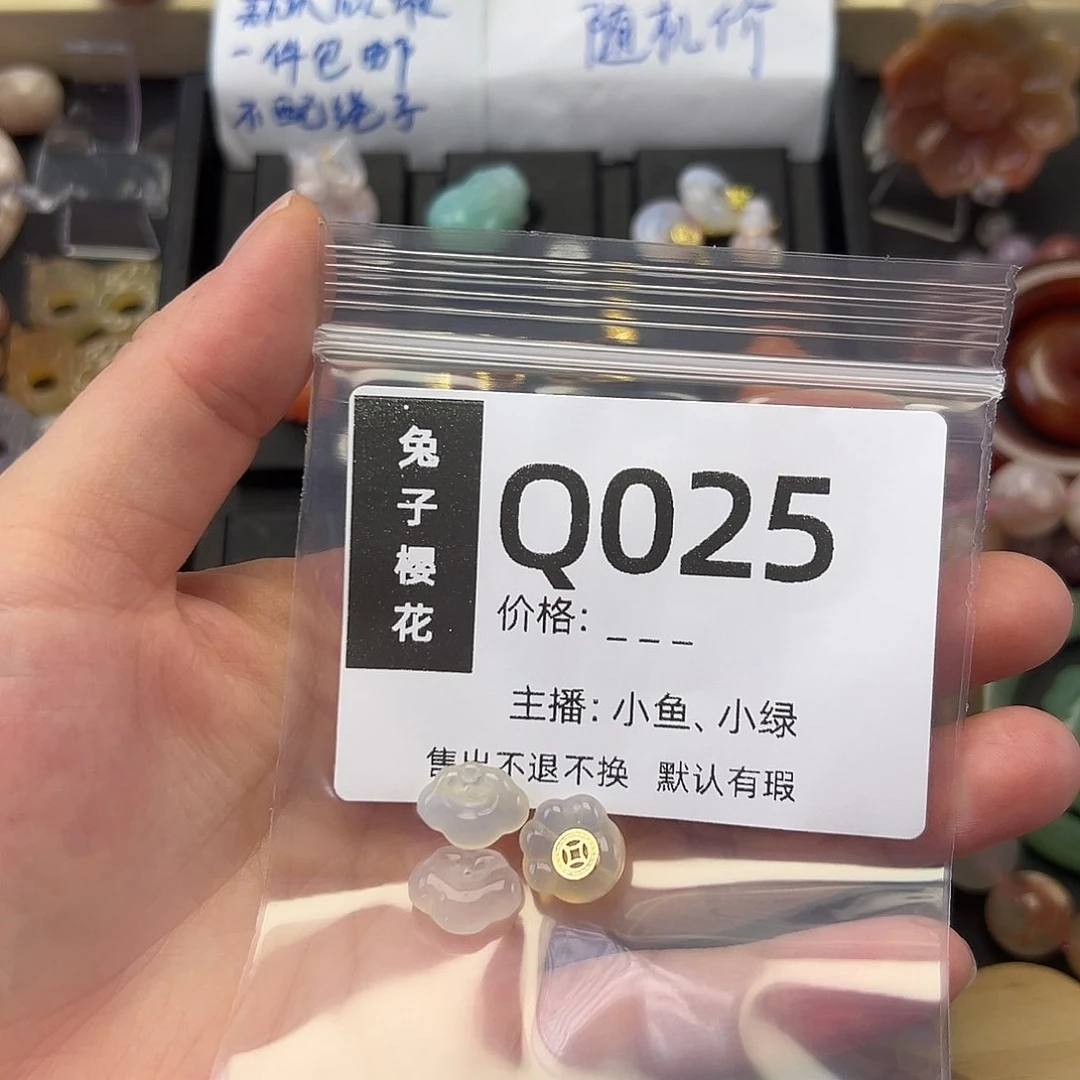 一件包邮
不配绳子
随机价
兔子樱花
Q025
价格: _ _ _
主播: 小鱼、小绿
售出不退不换 默认有瑕